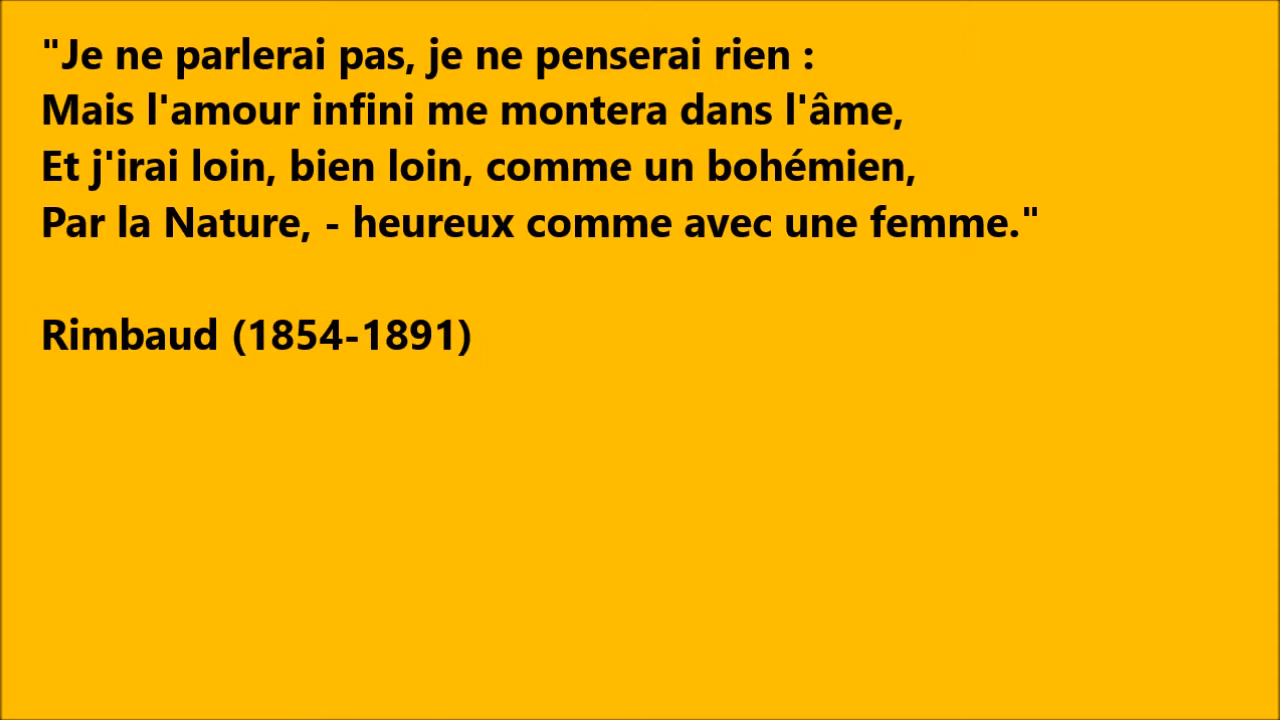 "Je ne parlerai pas, je ne penserai rien :
Mais l'amour infini me montera dans l'âme,
Et j'irai loin, bien loin, comme un bohémien,
Par la Nature, - heureux comme avec une femme."
Rimbaud (1854-1891)